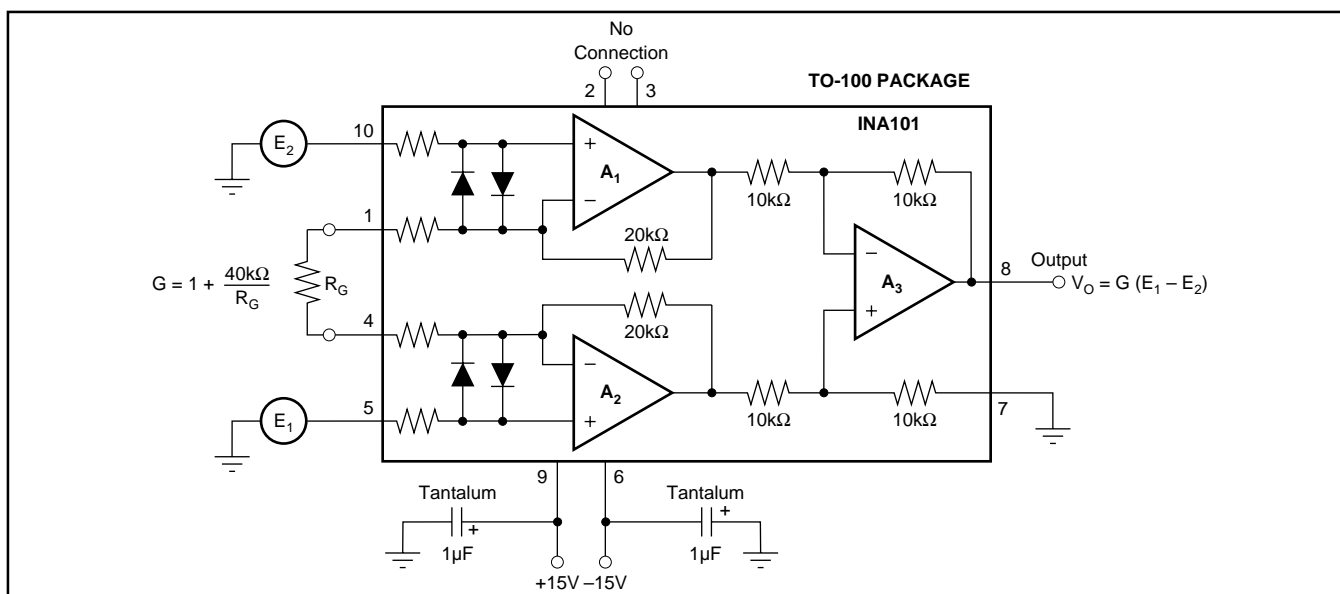 No
Connection
2
3
TO-100 PACKAGE
INA101
10
E2
+
A1
–
10kΩ
10kΩ
1
20kΩ
G = 1 + 40kΩ
RG
RG
–
A3
+
8
Output
VO = G (E1 – E2)
4
20kΩ
–
A2
+
5
E1
10kΩ
10kΩ
7
9
6
Tantalum
+
1µF
Tantalum
+
1µF
+15V –15V